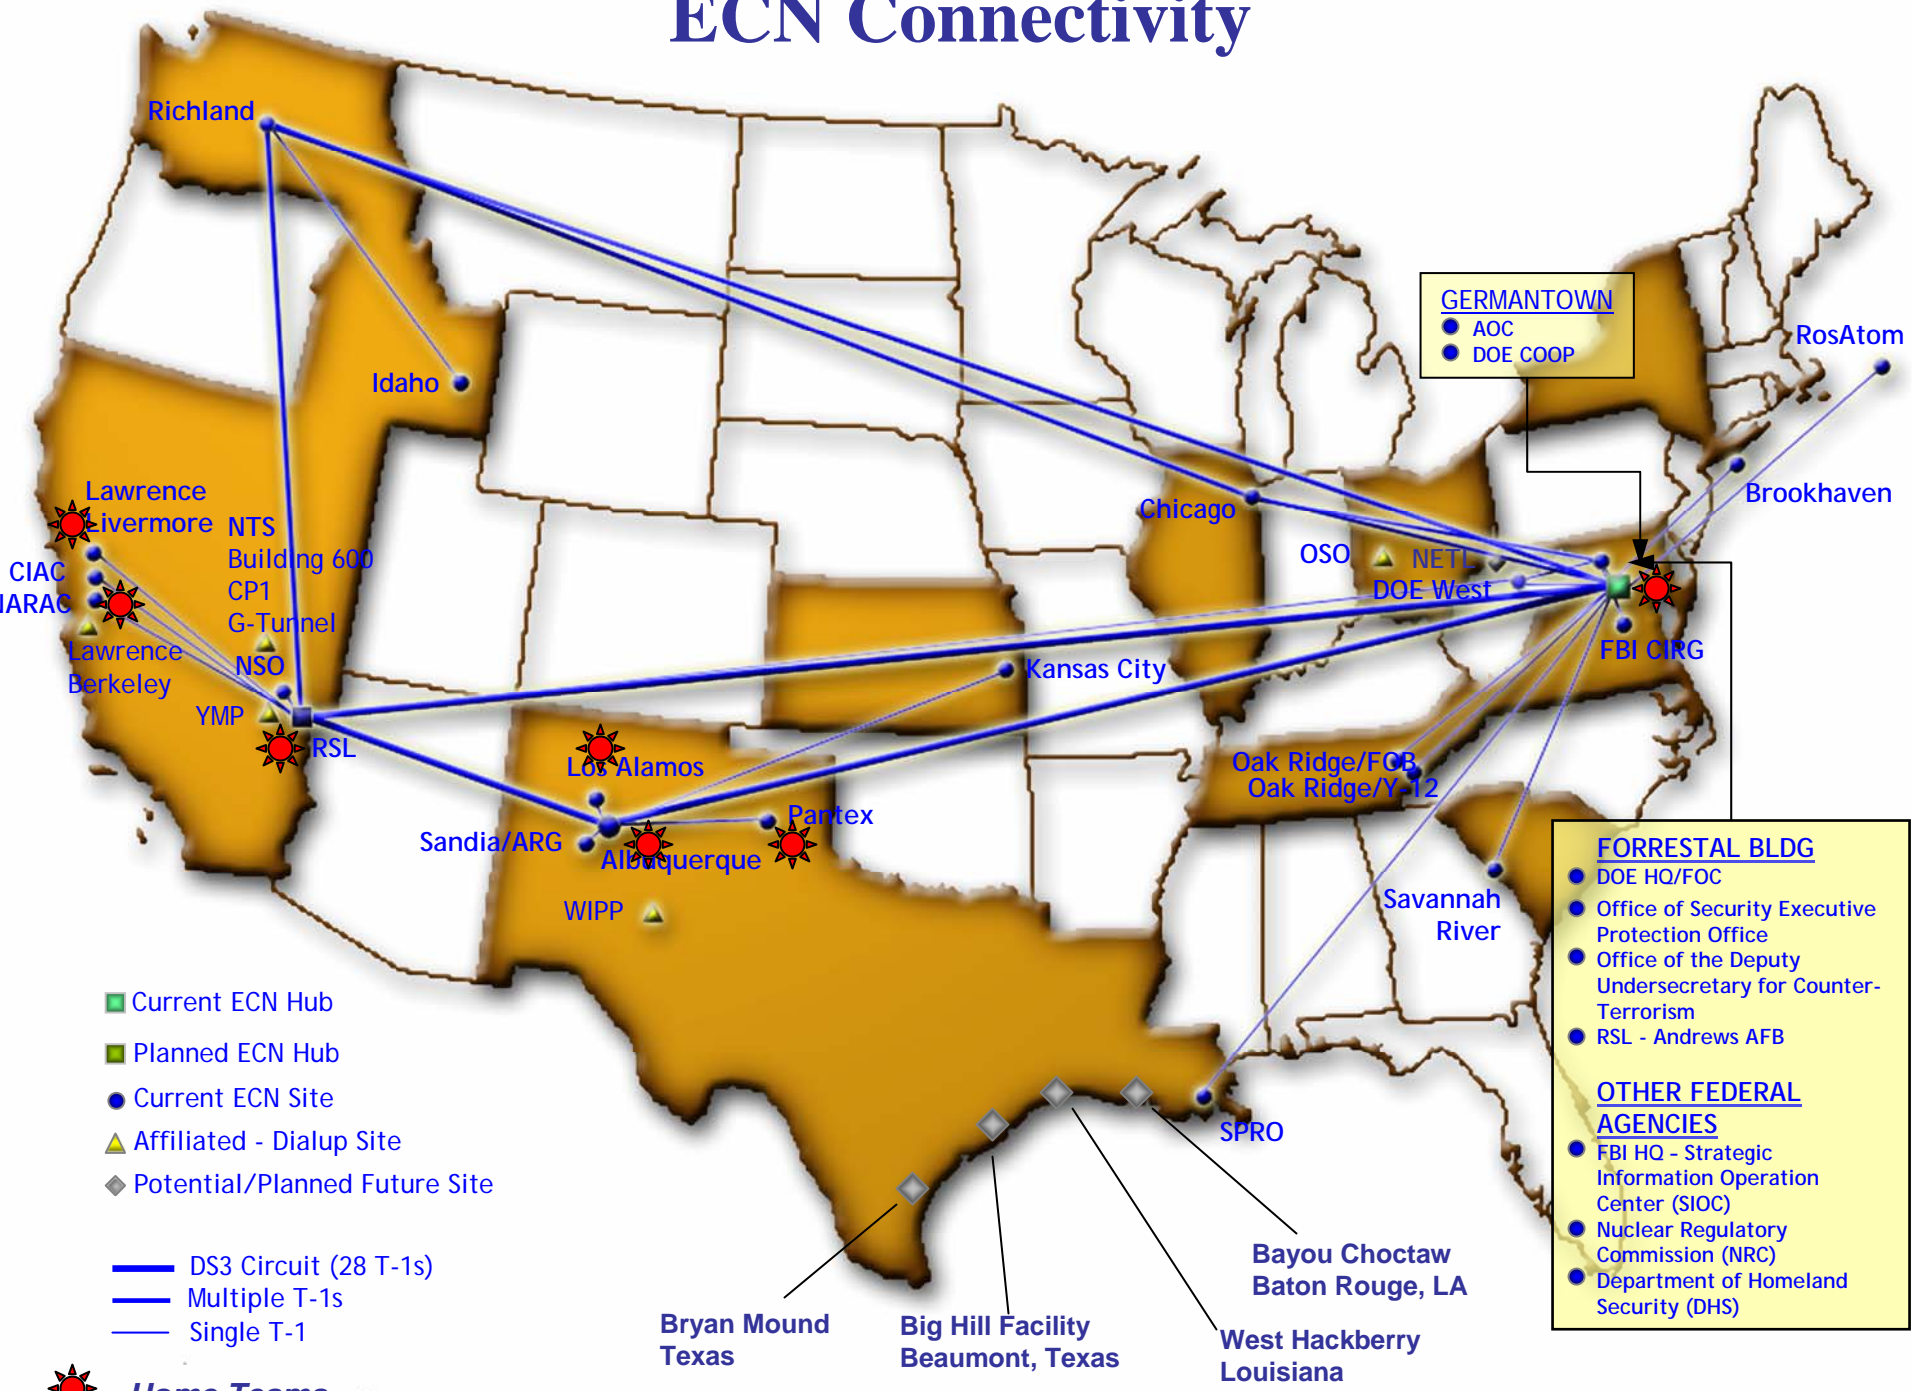 ECN Connectivity
Richland
Idaho
GERMANTOWN
AOC
DOE COOP
RosAtom
Brookhaven
Lawrence
Livermore
NTS
Building 600
CP1
G-Tunnel
CIAC
NARAC
Lawrence
Berkeley
NSO
YMP
RSL
Chicago
OSO
NETL
DOE West
FBI CIRG
Kansas City
Los Alamos
Sandia/ARG
Albuquerque
Pantex
WIPP
Oak Ridge/FOB
Oak Ridge/Y-12
Savannah
River
SPRO
FORRESTAL BLDG
DOE HQ/FOC
Office of Security Executive
Protection Office
Office of the Deputy
Undersecretary for Counter-
Terrorism
RSL - Andrews AFB
OTHER FEDERAL
AGENCIES
FBI HQ - Strategic
Information Operation
Center (SIOC)
Nuclear Regulatory
Commission (NRC)
Department of Homeland
Security (DHS)
Current ECN Hub
Planned ECN Hub
Current ECN Site
Affiliated - Dialup Site
Potential/Planned Future Site
DS3 Circuit (28 T-1s)
Multiple T-1s
Single T-1
Home Teams
Bryan Mound
Texas
Big Hill Facility
Beaumont, Texas
West Hackberry
Louisiana
Bayou Choctaw
Baton Rouge, LA